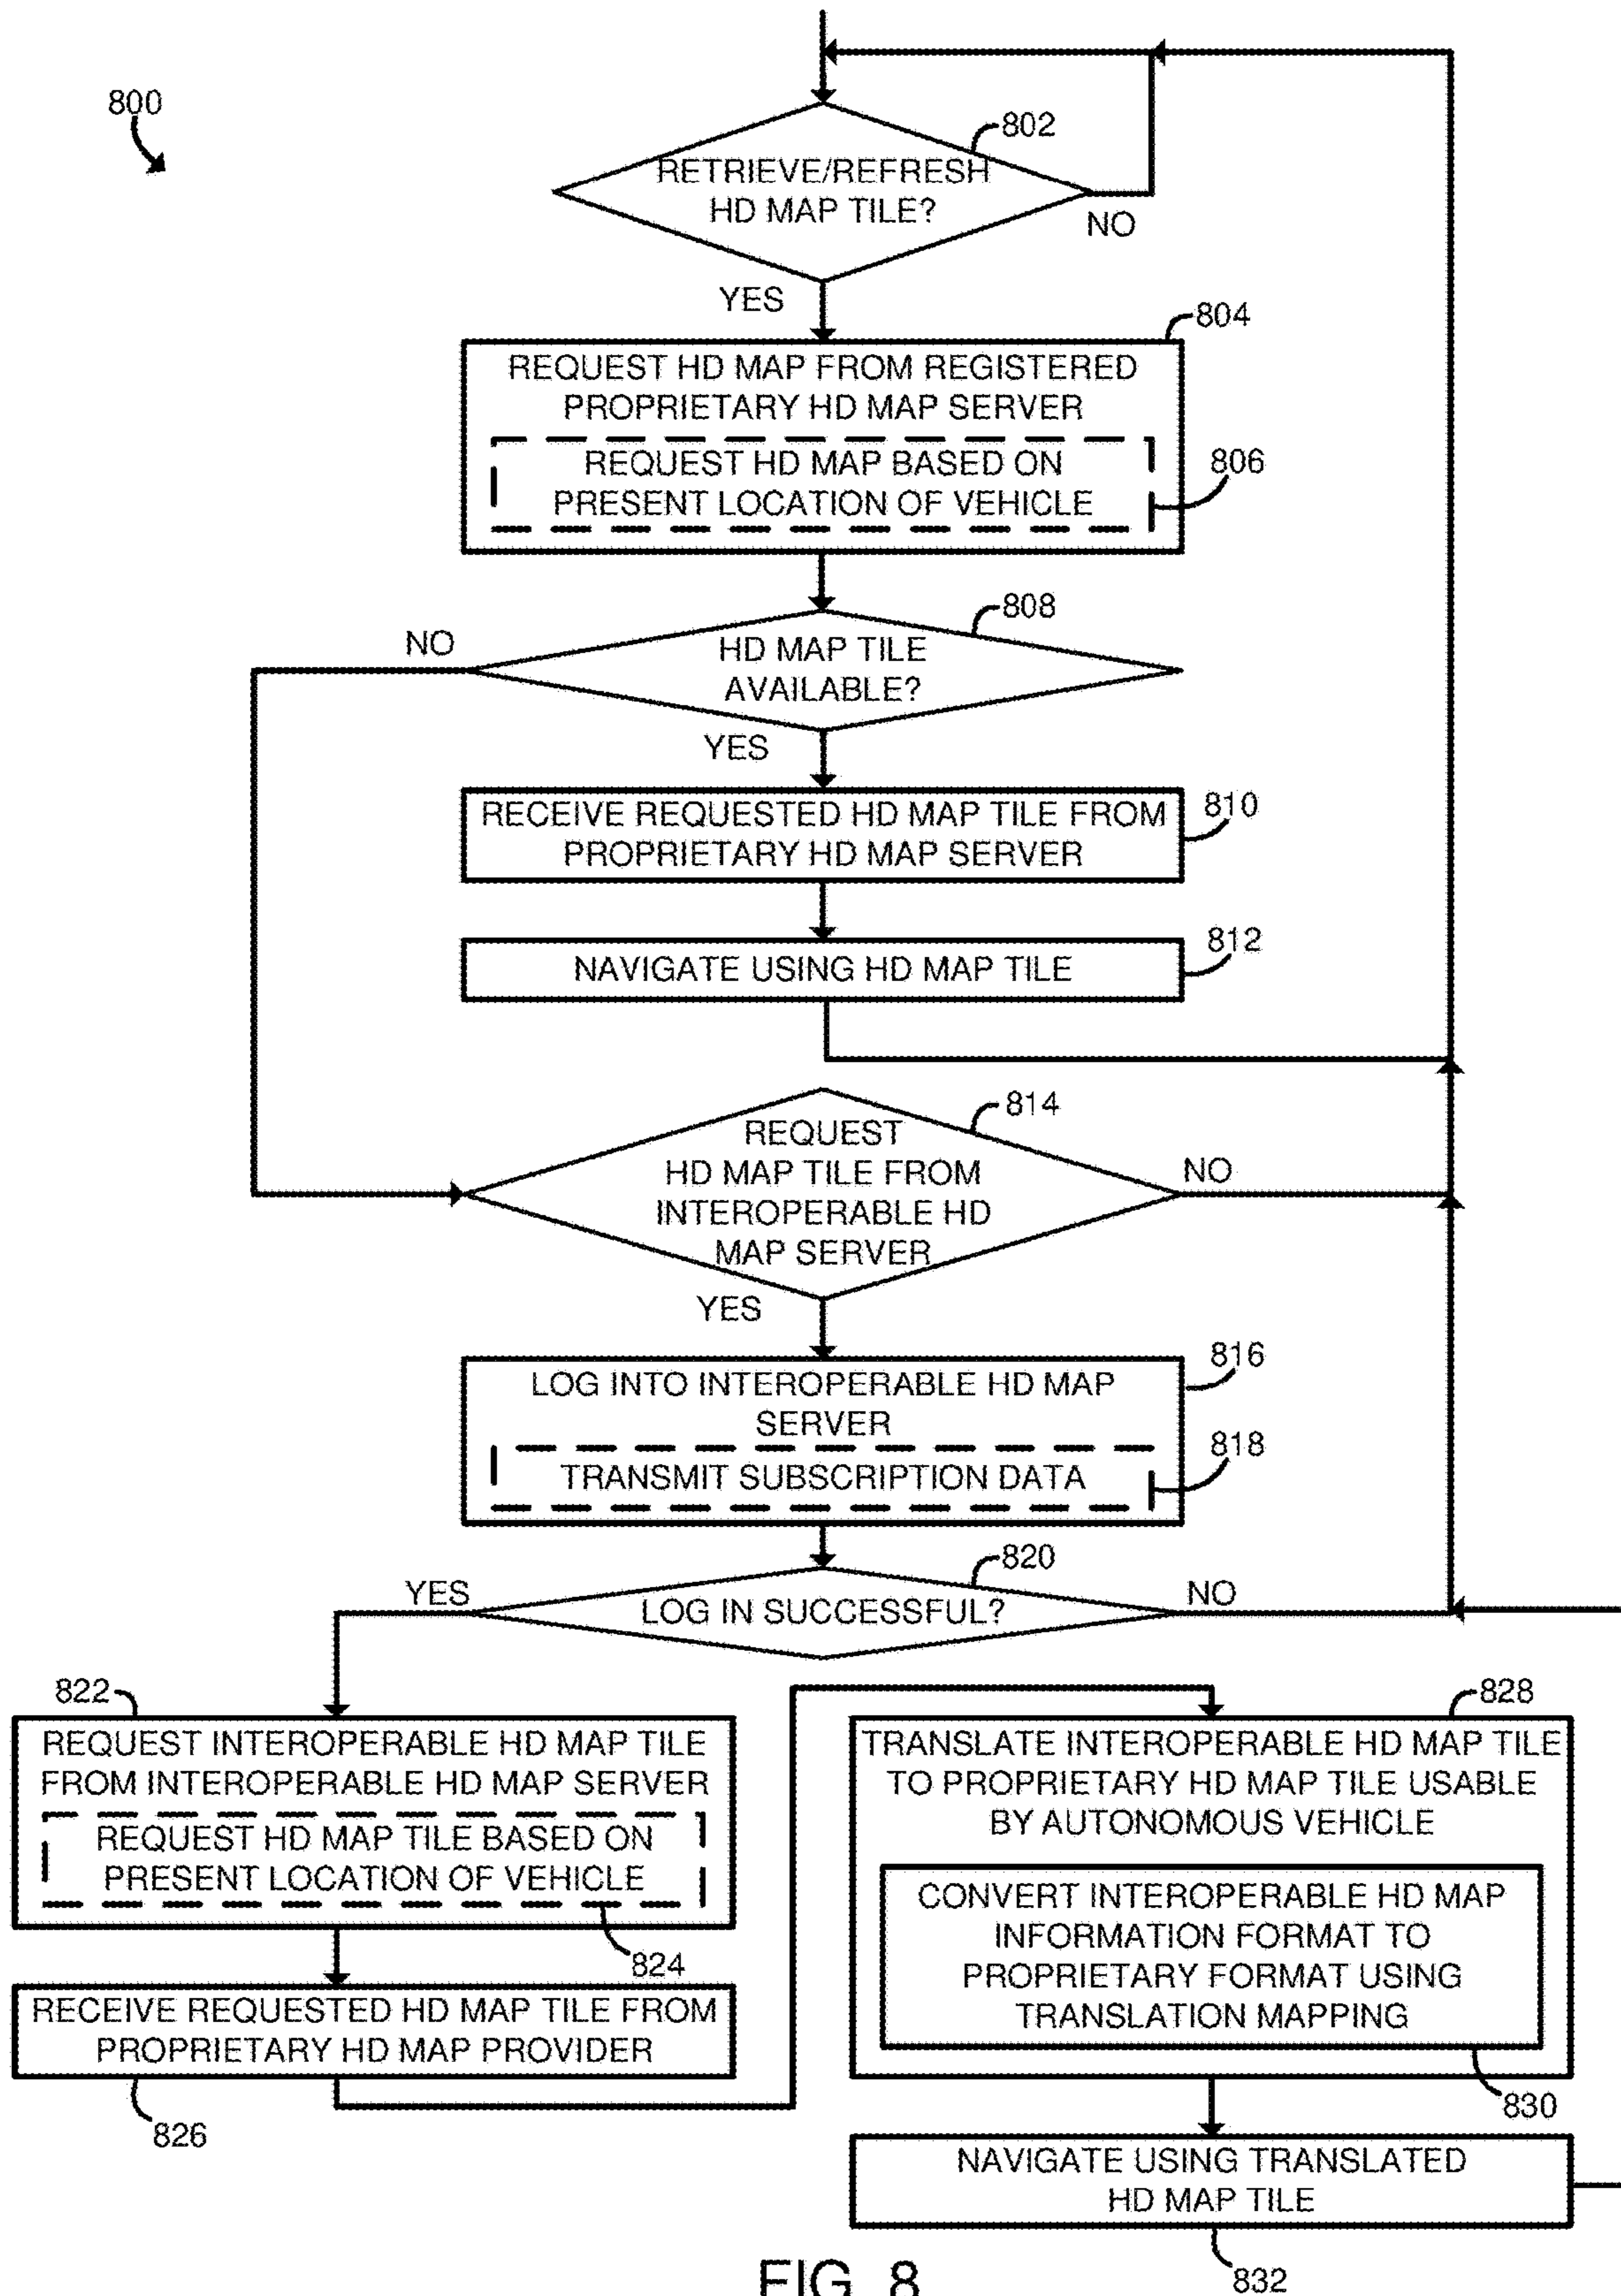 800
802
RETRIEVE/REFRESH
HD MAP TILE?
NO
YES
804
REQUEST HD MAP FROM REGISTERED
PROPRIETARY HD MAP SERVER
REQUEST HD MAP BASED ON
PRESENT LOCATION OF VEHICLE
806
808
NO
HD MAP TILE
AVAILABLE?
YES
RECEIVE REQUESTED HD MAP TILE FROM
PROPRIETARY HD MAP SERVER
810
812
NAVIGATE USING HD MAP TILE
814
REQUEST
HD MAP TILE FROM
INTEROPERABLE HD
MAP SERVER
NO
YES
816
LOG INTO INTEROPERABLE HD MAP
SERVER
818
TRANSMIT SUBSCRIPTION DATA
820
YES
LOG IN SUCCESSFUL?
NO
822
REQUEST INTEROPERABLE HD MAP TILE
FROM INTEROPERABLE HD MAP SERVER
REQUEST HD MAP TILE BASED ON
PRESENT LOCATION OF VEHICLE
824
RECEIVE REQUESTED HD MAP TILE FROM
PROPRIETARY HD MAP PROVIDER
826
828
TRANSLATE INTEROPERABLE HD MAP TILE
TO PROPRIETARY HD MAP TILE USABLE
BY AUTONOMOUS VEHICLE
CONVERT INTEROPERABLE HD MAP
INFORMATION FORMAT TO
PROPRIETARY FORMAT USING
TRANSLATION MAPPING
830
NAVIGATE USING TRANSLATED
HD MAP TILE
832
FIG. 8